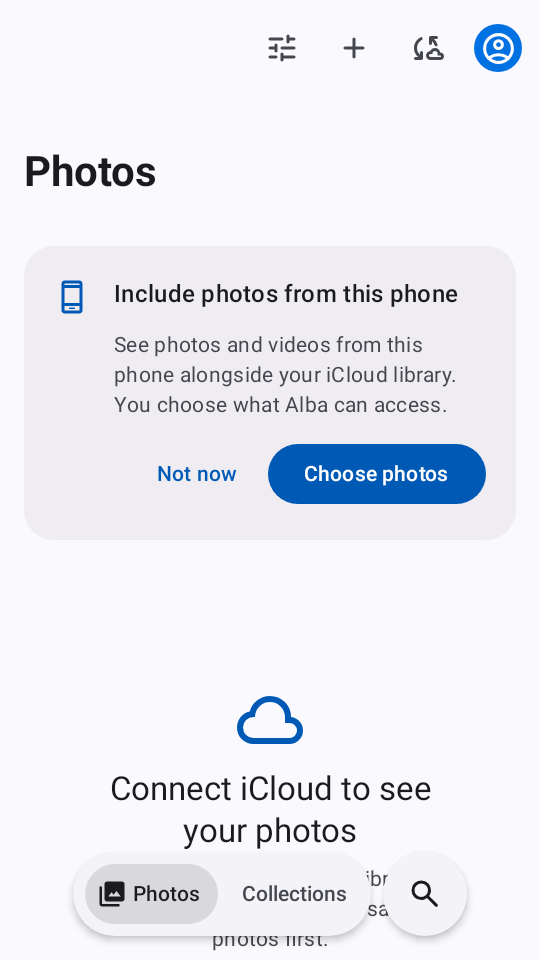 Photos
Include photos from this phone
See photos and videos from this
phone alongside your iCloud library.
You choose what Alba can access.
Not now
Choose photos
Connect iCloud to see
your photos
Photos
Collections
photos first.